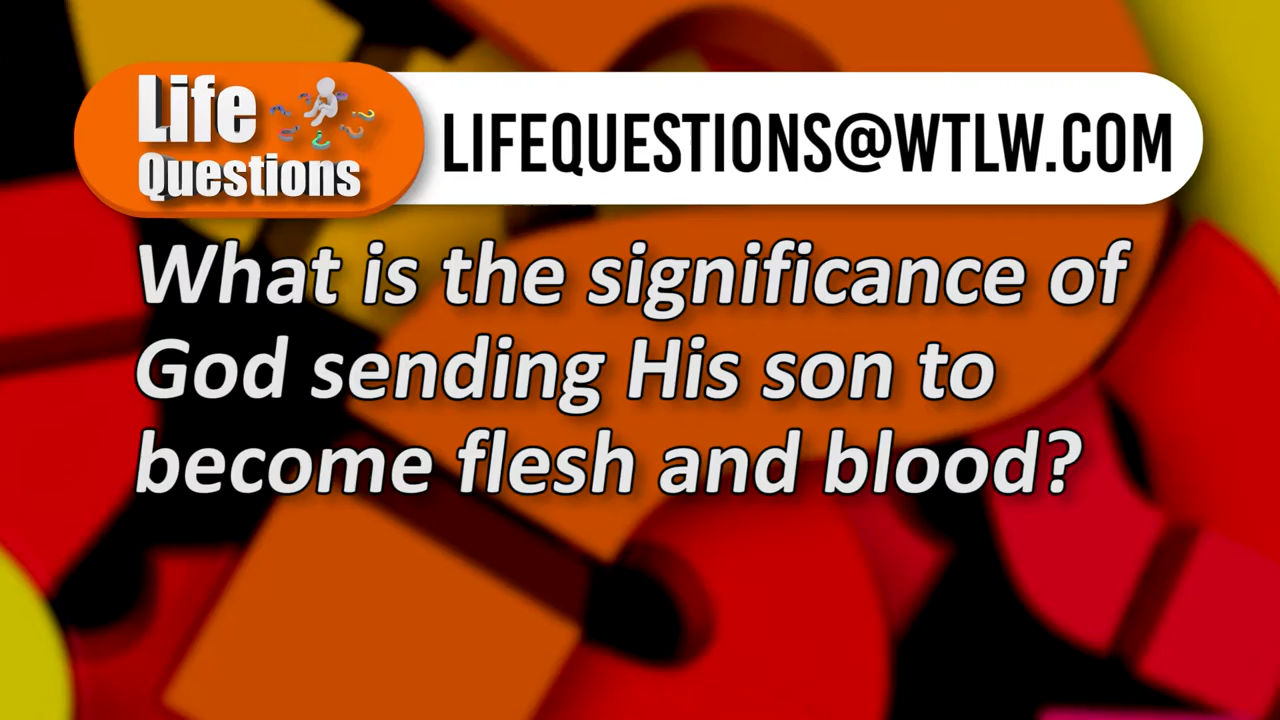 Life
Questions
LIFEQUESTIONS@WTLW.COM
What is the significance of
God sending His son to
become flesh and blood?